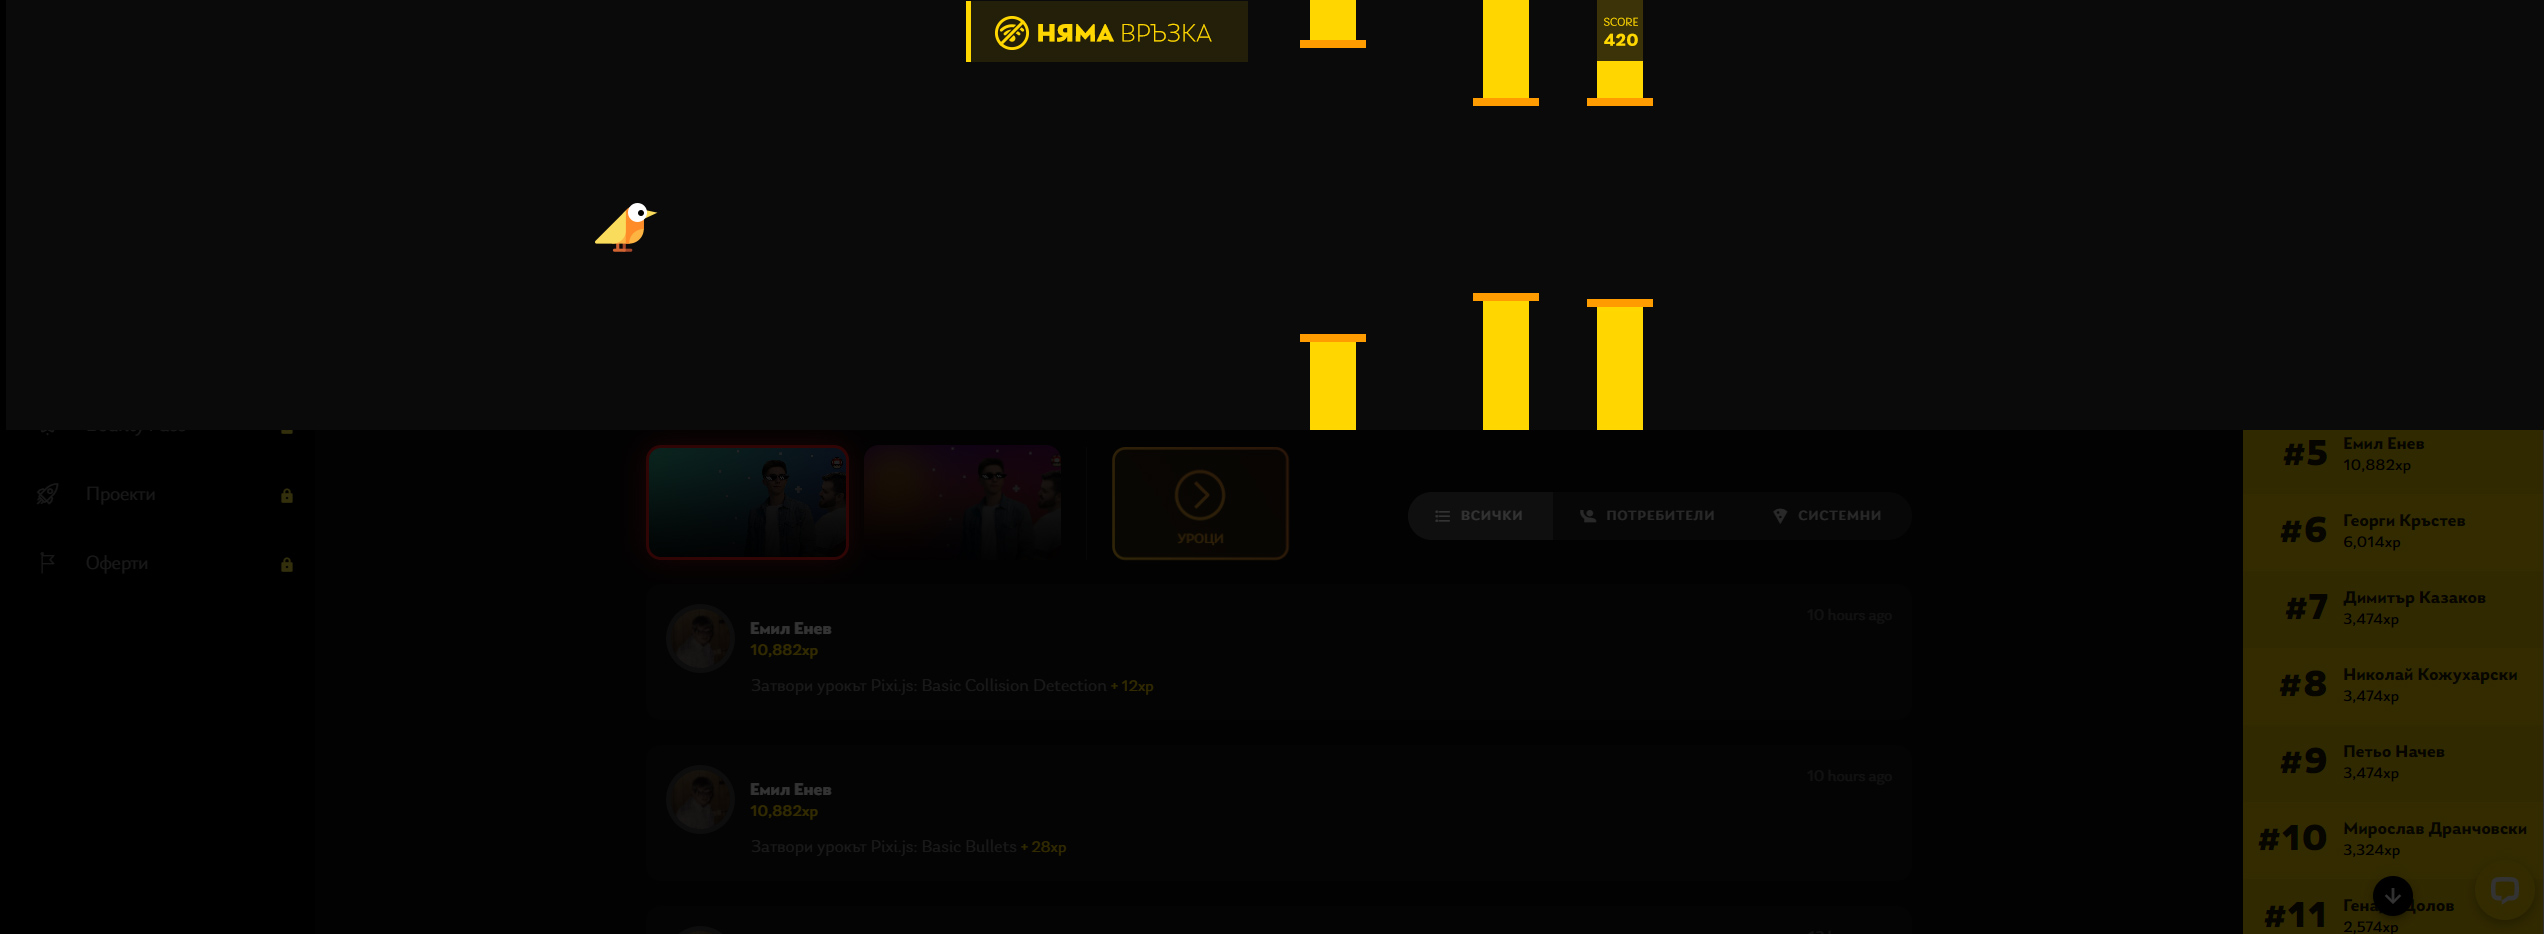 НЯМА ВРЪЗКА
SCORE
420
Проекти
Оферти
УРОЦИ
ВСИЧКИ
ПОТРЕБИТЕЛИ
СИСТЕМНИ
Емил Енев
10 hours ago
10,882xp
Затвори урокът Pixi.js: Basic Collision Detection + 12xp
Емил Енев
10 hours ago
10,882xp
Затвори урокът Pixi.js: Basic Bullets + 28xp
#5
Емил Енев
10,882xp
#6
Георги Кръстев
6,014xp
#7
Димитър Казаков
3,474xp
#8
Николай Кожухарски
3,474xp
#9
Петьо Начев
3,474xp
#10
Мирослав Дранчовски
3,324xp
#11
2,574xp